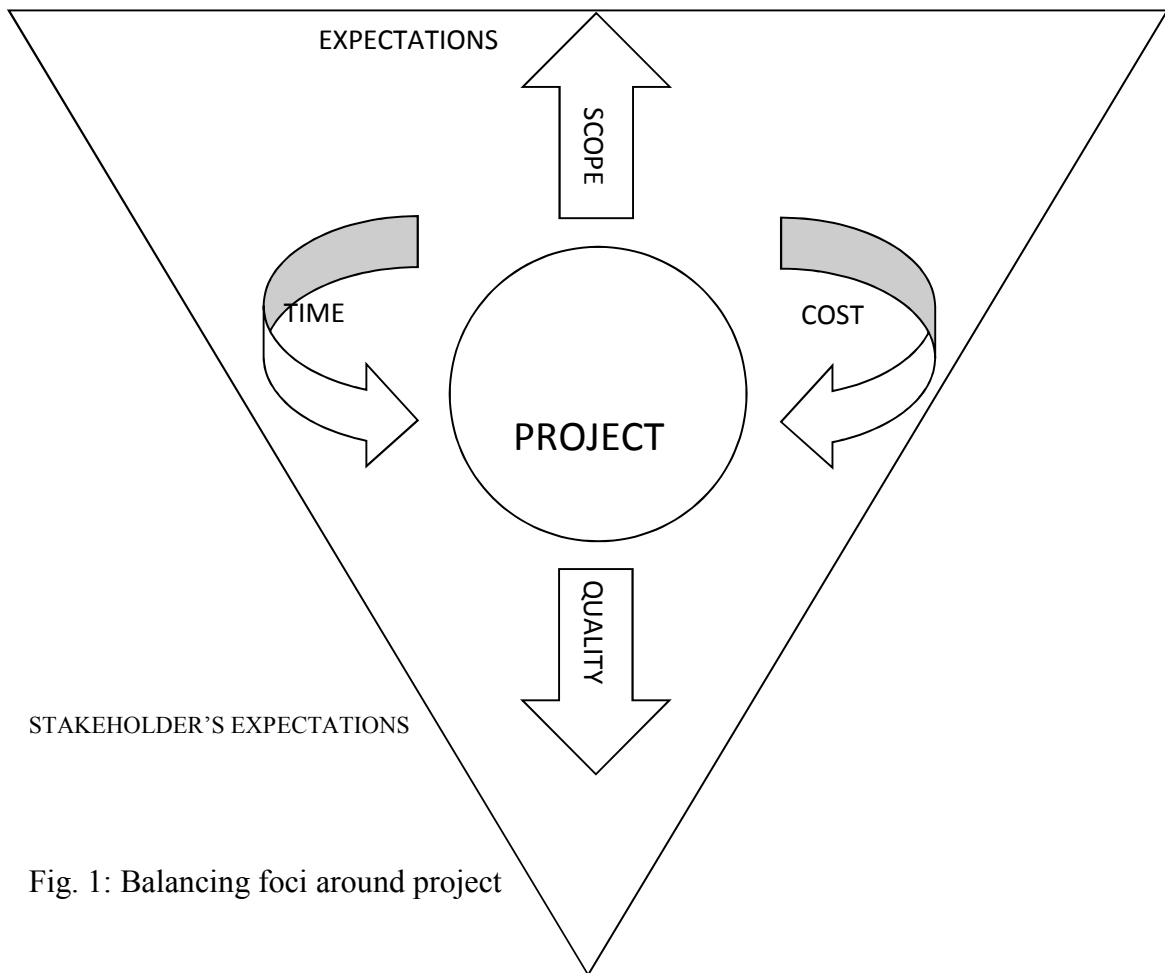 EXPECTATIONS
SCOPE
TIME
COST
PROJECT
QUALITY
STAKEHOLDER’S EXPECTATIONS
Fig. 1: Balancing foci around project